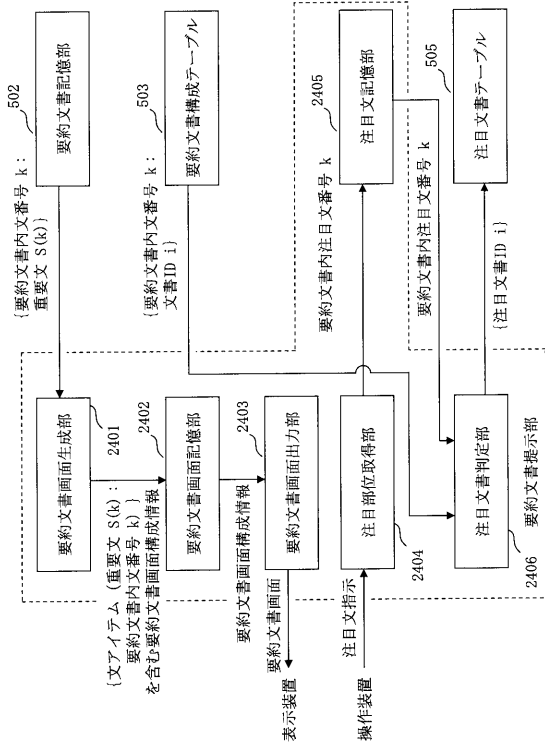 502
要約文書記憶部
{要約文書内文番号 k:
重要文 S(k)}
503
要約文書構成テーブル
{要約文書内文番号 k:
文書ID i}
2405
注目文記憶部
要約文書内注目文番号 k
505
注目文書テーブル
要約文書内注目文番号 k
{注目文書ID i}
要約文書画面生成部
2401
{文アイテム (重要文 S(k):
要約文書内文番号 k)}
を含む要約文書画面構成情報
2402
要約文書画面記憶部
要約文書画面構成情報
2403
要約文書画面出力部
要約文書画面
表示装置
注目部位取得部
2404
注目文指示
操作装置
注目文書判定部
2406
要約文書提示部